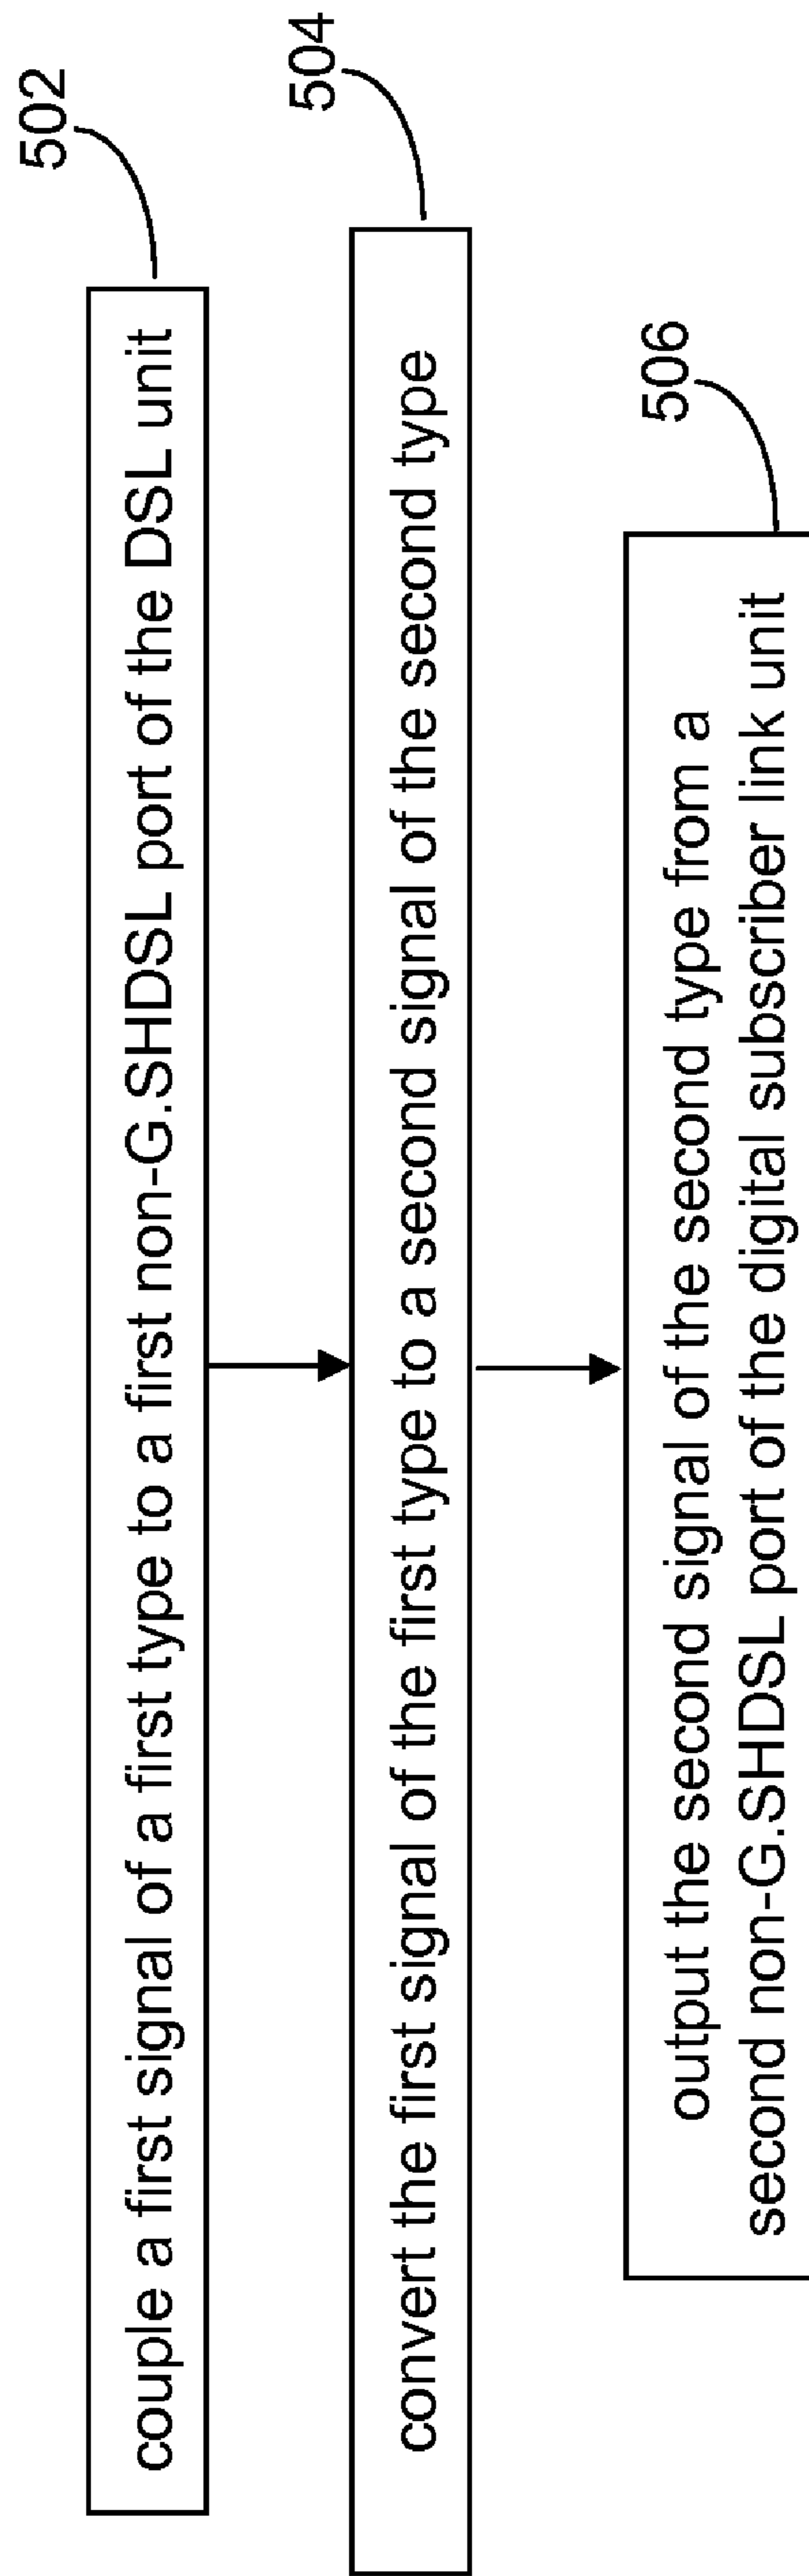 502
couple a first signal of a first type to a first non-G.SHDSL port of the DSL unit
504
convert the first signal of the first type to a second signal of the second type
506
output the second signal of the second type from a
second non-G.SHDSL port of the digital subscriber link unit